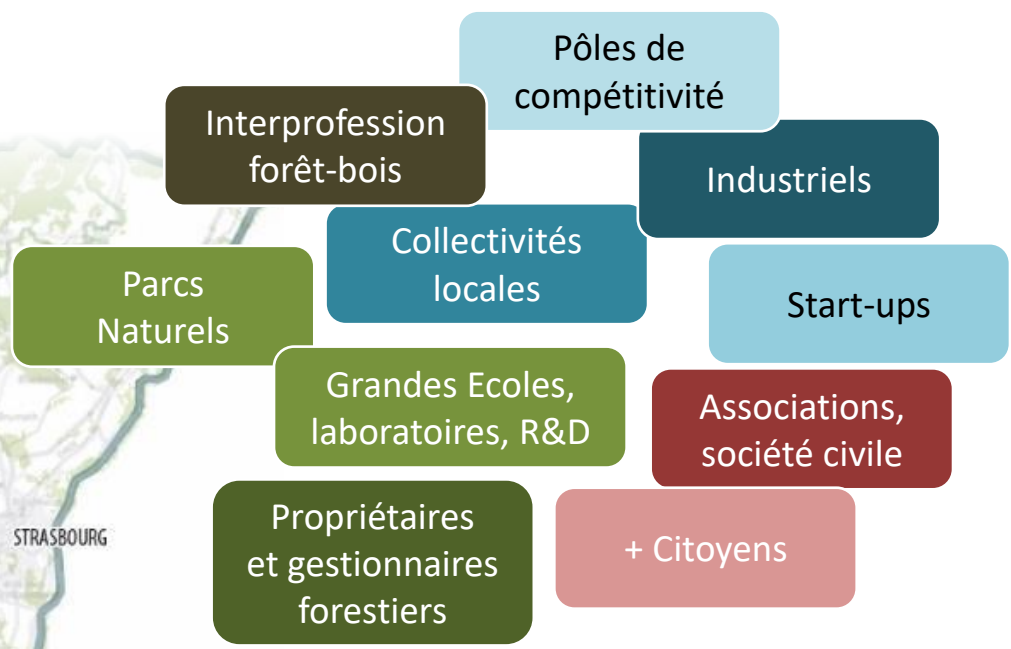 Pôles de
compétitivité
Interprofession
forêt-bois
Industriels
Collectivités
locales
Parcs
Naturels
Start-ups
Grandes Ecoles,
laboratoires, R&D
Associations,
société civile
Propriétaires
et gestionnaires
forestiers
+ Citoyens
STRASBOURG